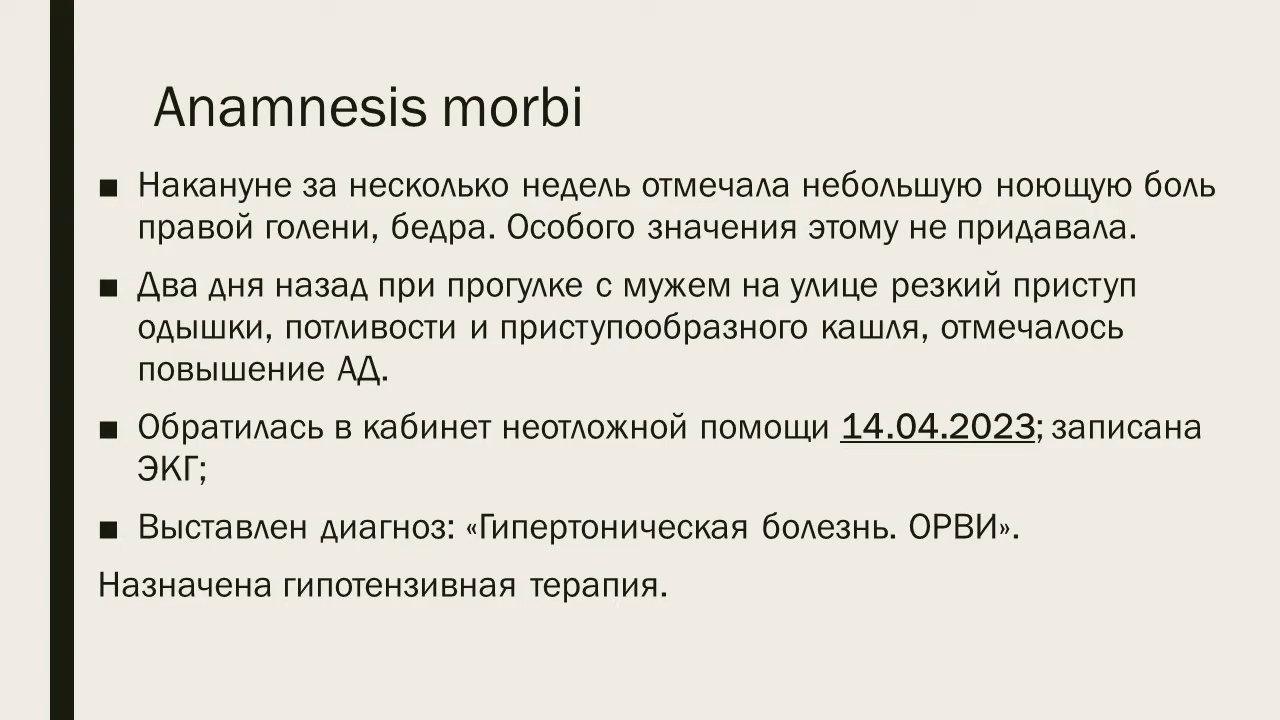 Anamnesis morbi
■ Накануне за несколько недель отмечала небольшую ноющую боль
правой голени, бедра. Особого значения этому не придавала.
■ Два дня назад при прогулке с мужем на улице резкий приступ
одышки, потливости и приступообразного кашля, отмечалось
повышение АД.
■ Обратилась в кабинет неотложной помощи 14.04.2023; записана
ЭКГ;
■ Выставлен диагноз: «Гипертоническая болезнь. ОРВИ».
Назначена гипотензивная терапия.